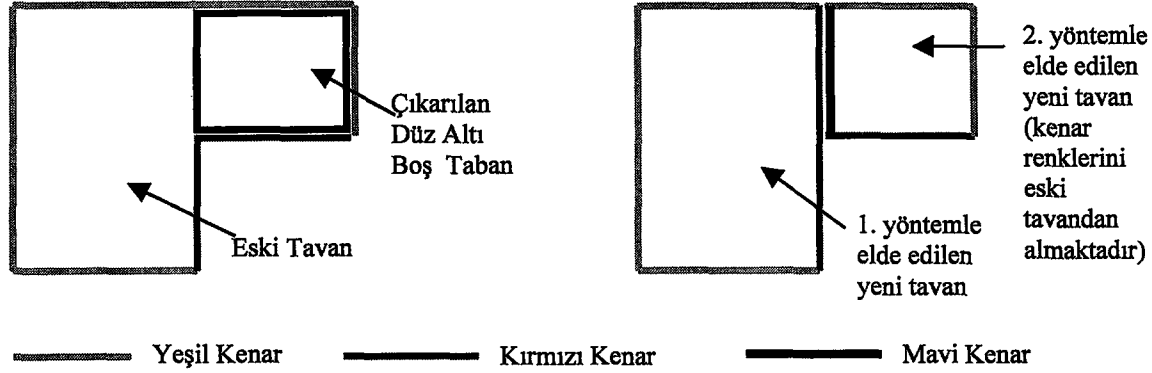 Çıkarılan
Düz Altı
Boş Taban
Eski Tavan
2. yöntemle
elde edilen
yeni tavan
(kenar
renklerini
eski
tavandan
almaktadır)
1. yöntemle
elde edilen
yeni tavan
Yeşil Kenar
Kırmızı Kenar
Mavi Kenar